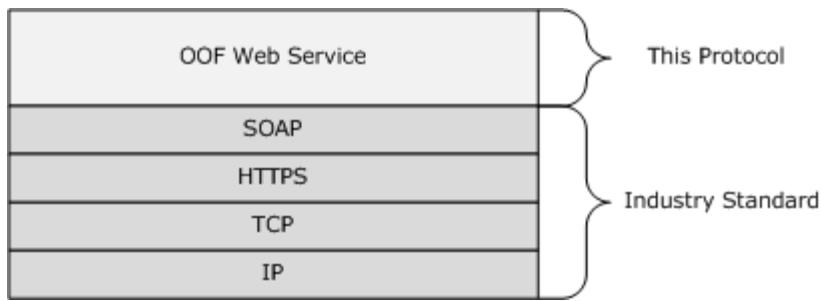 OOF Web Service
This Protocol
SOAP
HTTPS
TCP
IP
Industry Standard